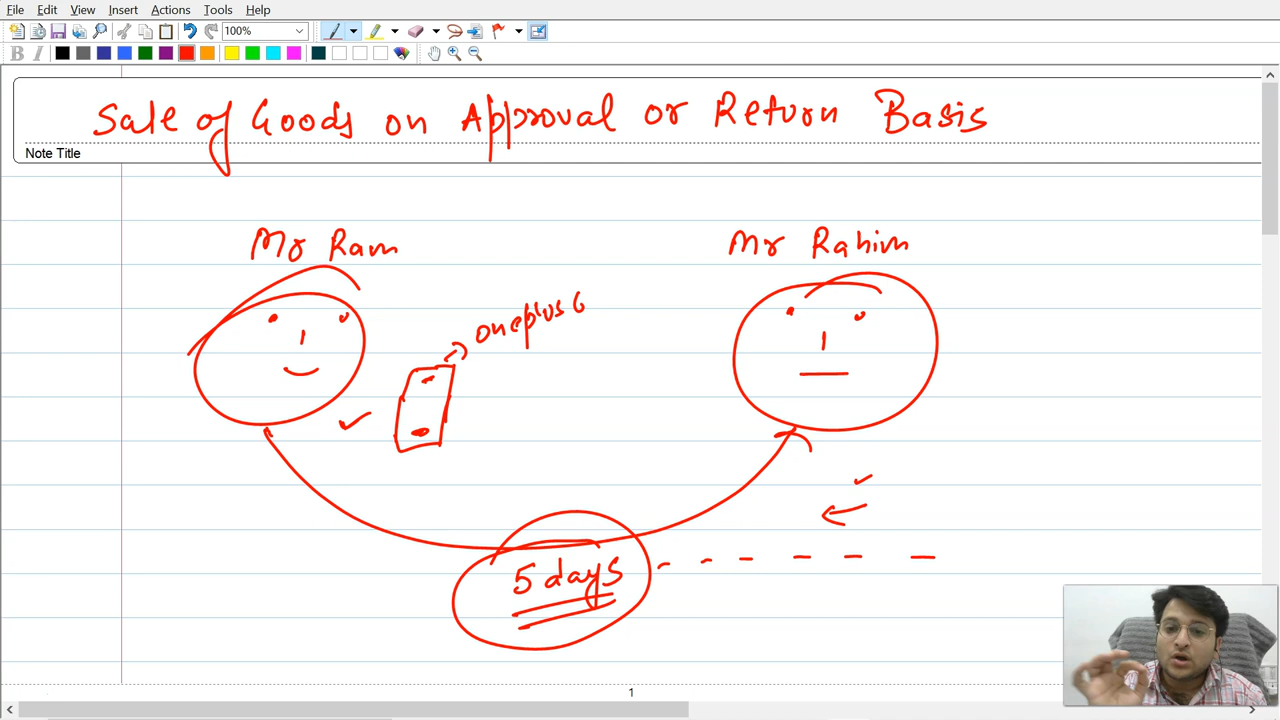 File Edit View Insert Actions Tools Help
100%
B I
Sale of Goods on Approval or Return Basis
Note Title
Mr Ram
Mr Rahim
oneplus 6
5 days
1